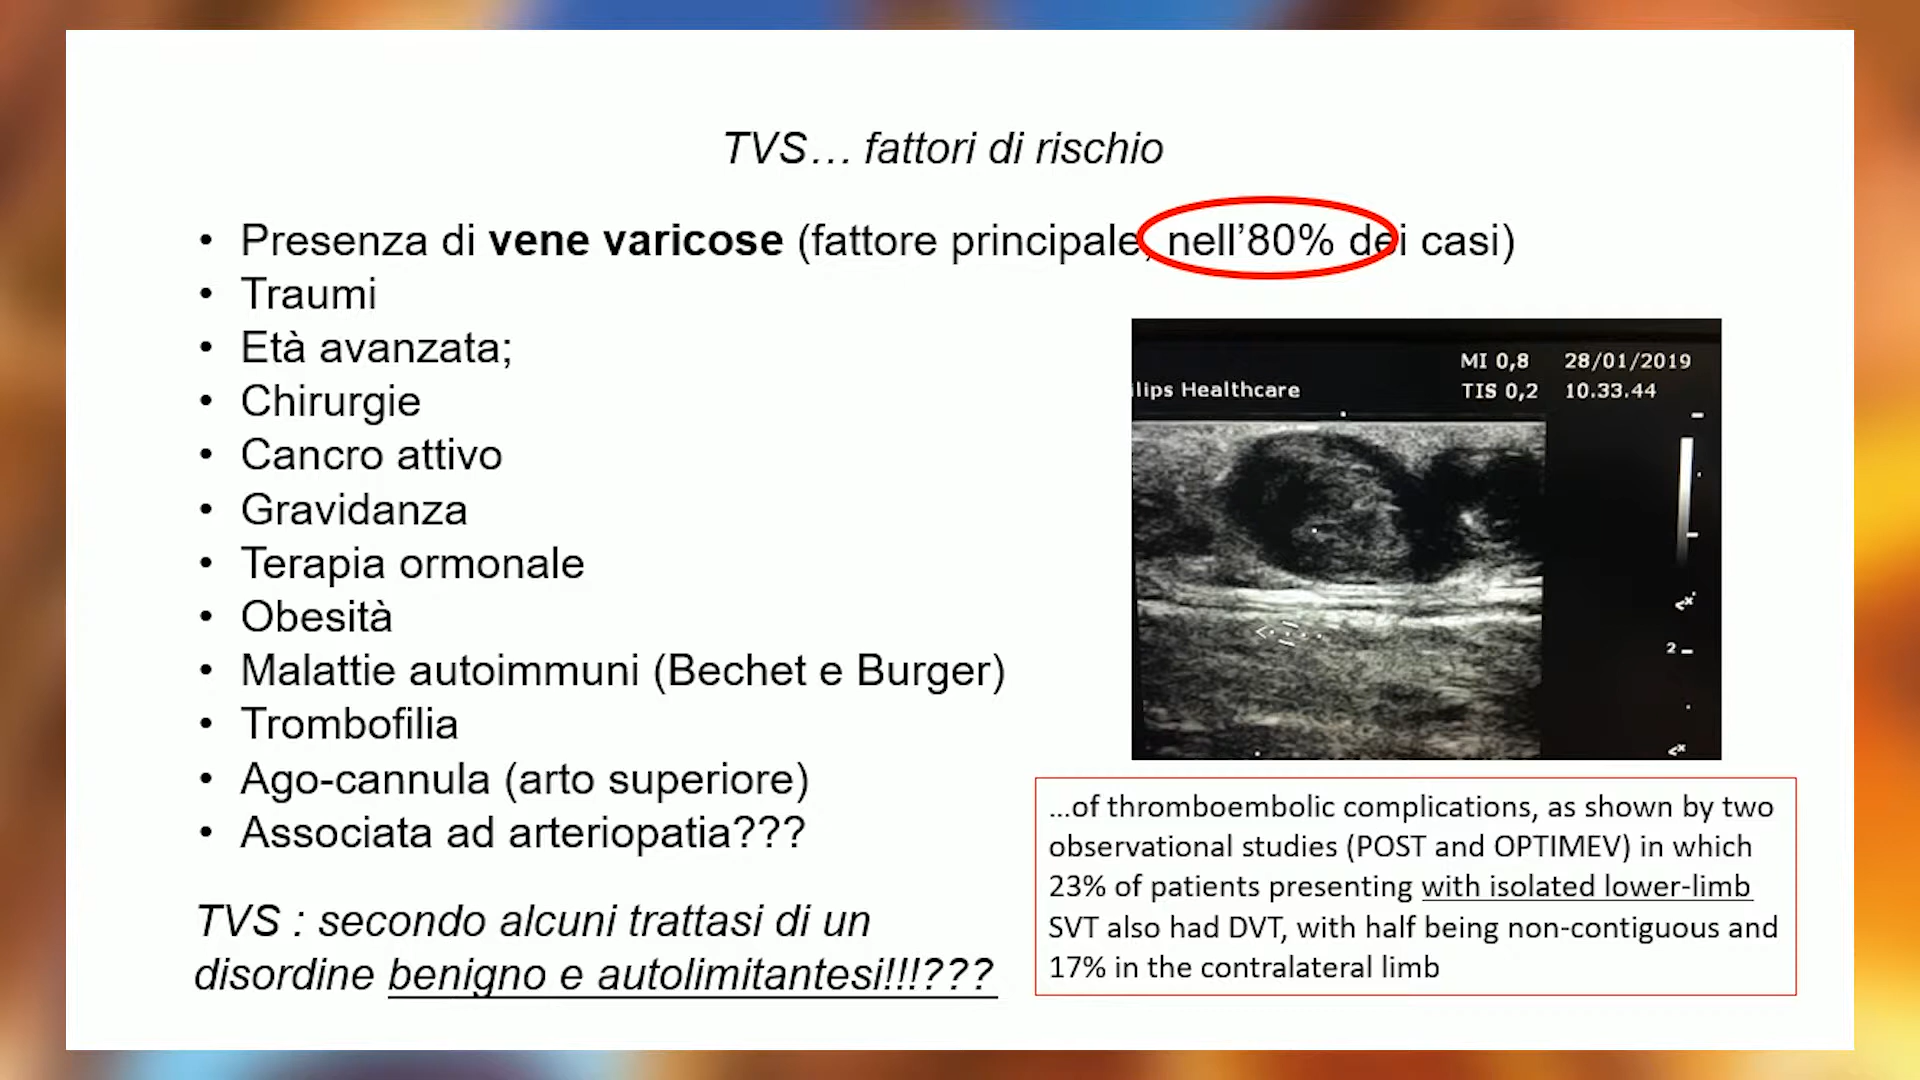 TVS... fattori di rischio
• Presenza di vene varicose (fattore principale, nell'80% dei casi)
• Traumi
• Età avanzata;
• Chirurgie
• Cancro attivo
• Gravidanza
• Terapia ormonale
• Obesità
• Malattie autoimmuni (Bechet e Burger)
• Trombofilia
• Ago-cannula (arto superiore)
• Associata ad arteriopatia???
TVS : secondo alcuni trattasi di un
disordine benigno e autolimitantesi!!!???
MI 0,8 28/01/2019
ilips Healthcare TIS 0,2 10.33.44
2
...of thromboembolic complications, as shown by two
observational studies (POST and OPTIMEV) in which
23% of patients presenting with isolated lower-limb
SVT also had DVT, with half being non-contiguous and
17% in the contralateral limb